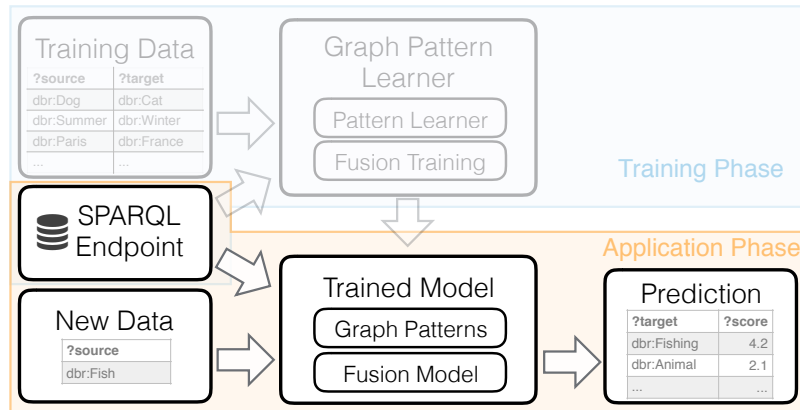 Training Data
?source ?target
dbr:Dog dbr:Cat
dbr:Summer dbr:Winter
dbr:Paris dbr:France
... ...
Graph Pattern
Learner
Pattern Learner
Fusion Training
Training Phase
SPARQL
Endpoint
Application Phase
New Data
?source
dbr:Fish
Trained Model
Graph Patterns
Fusion Model
Prediction
?target ?score
dbr:Fishing 4.2
dbr:Animal 2.1
... ...